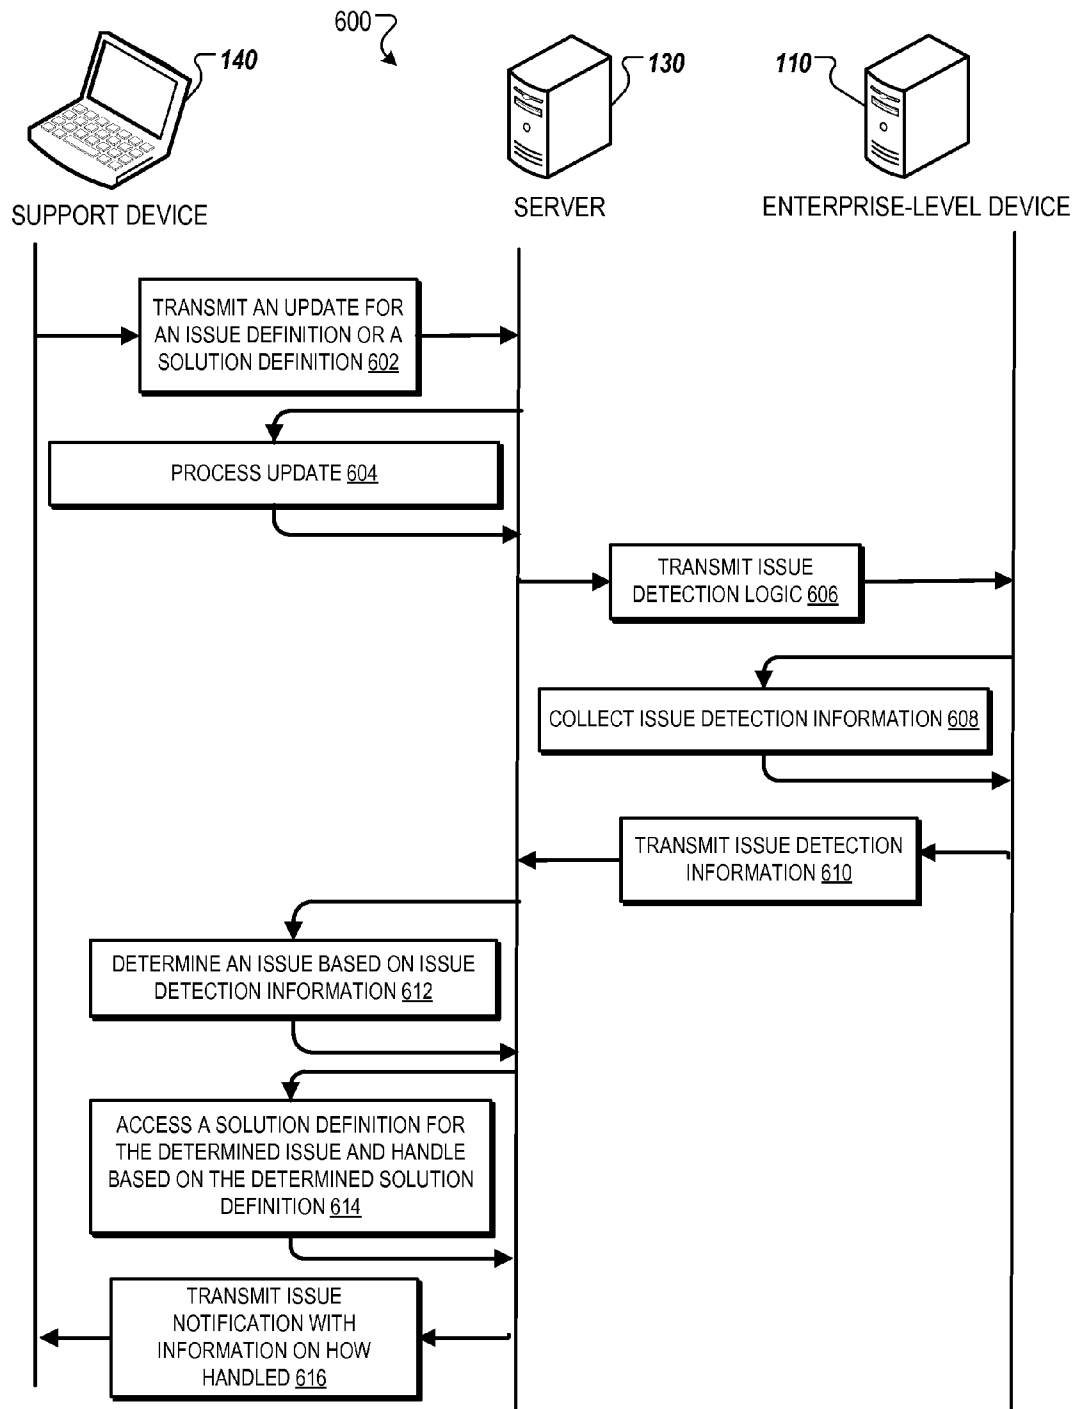 600
140
130
110
SUPPORT DEVICE
SERVER
ENTERPRISE-LEVEL DEVICE
TRANSMIT AN UPDATE FOR
AN ISSUE DEFINITION OR A
SOLUTION DEFINITION 602
PROCESS UPDATE 604
TRANSMIT ISSUE
DETECTION LOGIC 606
COLLECT ISSUE DETECTION INFORMATION 608
TRANSMIT ISSUE DETECTION
INFORMATION 610
DETERMINE AN ISSUE BASED ON ISSUE
DETECTION INFORMATION 612
ACCESS A SOLUTION DEFINITION FOR
THE DETERMINED ISSUE AND HANDLE
BASED ON THE DETERMINED SOLUTION
DEFINITION 614
TRANSMIT ISSUE
NOTIFICATION WITH
INFORMATION ON HOW
HANDLED 616